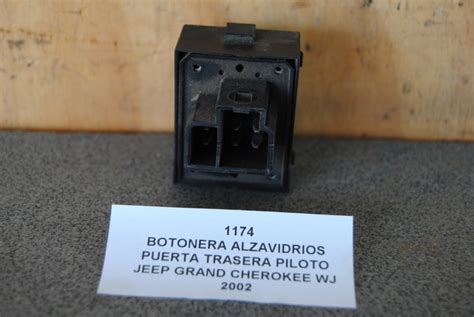 1174
BOTONERA ALZAVIDRIOS
PUERTA TRASERA PILOTO
JEEP GRAND CHEROKEE WJ
2002